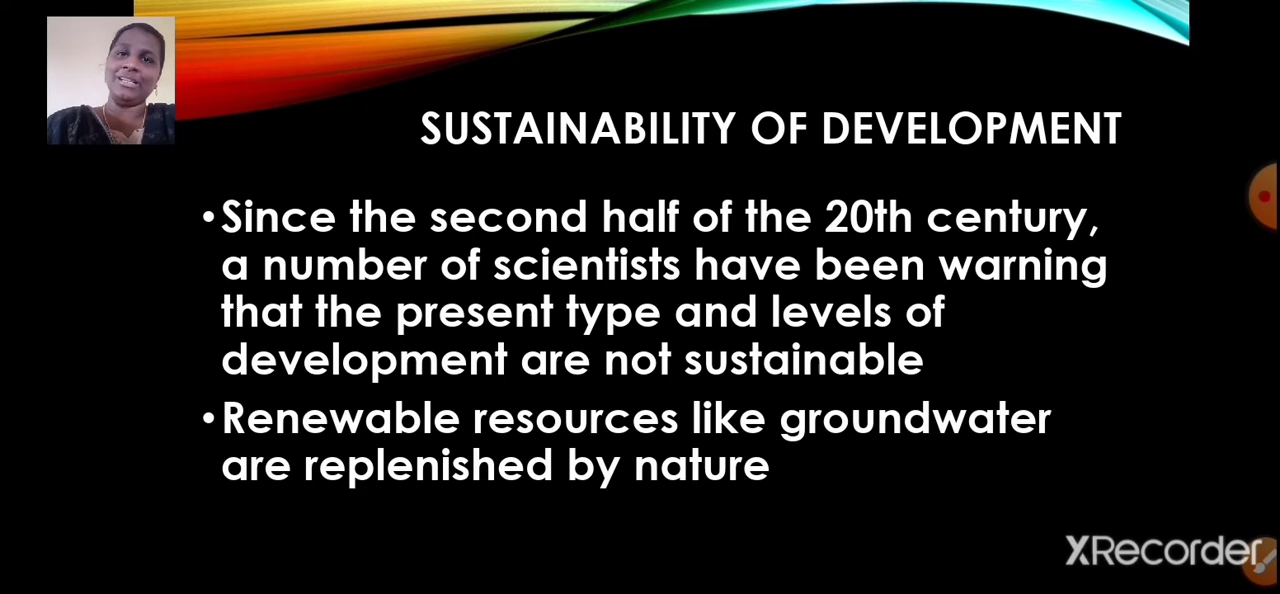 SUSTAINABILITY OF DEVELOPMENT
•Since the second half of the 20th century,
a number of scientists have been warning
that the present type and levels of
development are not sustainable
•Renewable resources like groundwater
are replenished by nature
XRecorder